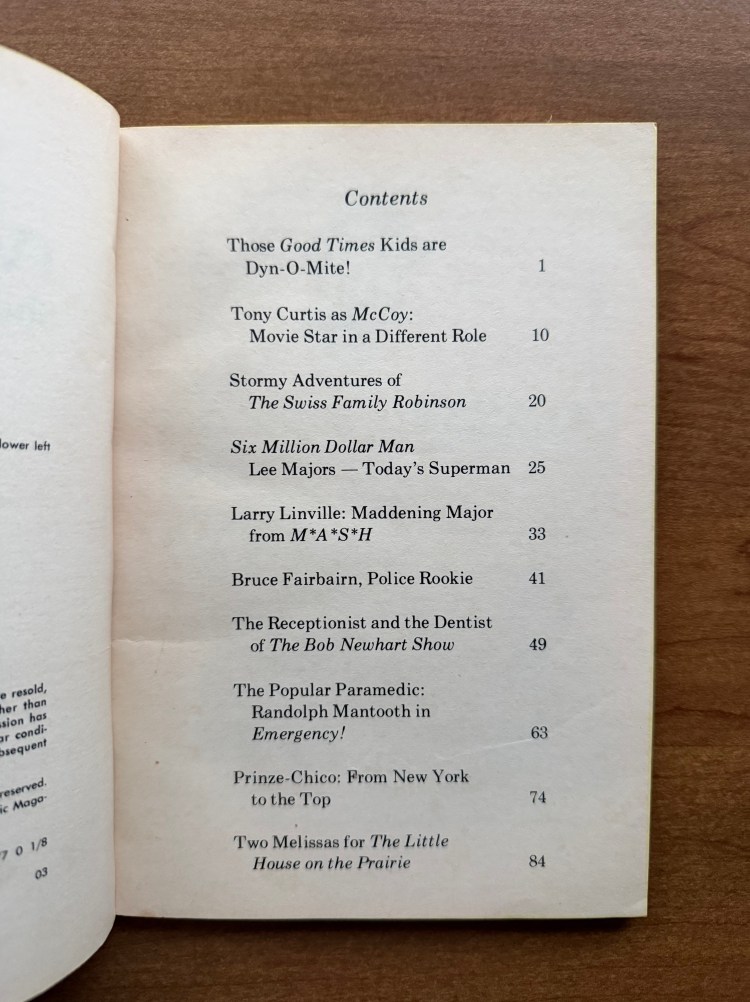 lower left
e resold,
her than
ssion has
ar condi-
bsequent
reserved.
ic Maga-
7 0 1/8
03
Contents
Those Good Times Kids are
Dyn-O-Mite! 1
Tony Curtis as McCoy:
Movie Star in a Different Role 10
Stormy Adventures of
The Swiss Family Robinson 20
Six Million Dollar Man
Lee Majors — Today's Superman 25
Larry Linville: Maddening Major
from M*A*S*H 33
Bruce Fairbairn, Police Rookie 41
The Receptionist and the Dentist
of The Bob Newhart Show 49
The Popular Paramedic:
Randolph Mantooth in
Emergency! 63
Prinze-Chico: From New York
to the Top 74
Two Melissas for The Little
House on the Prairie 84